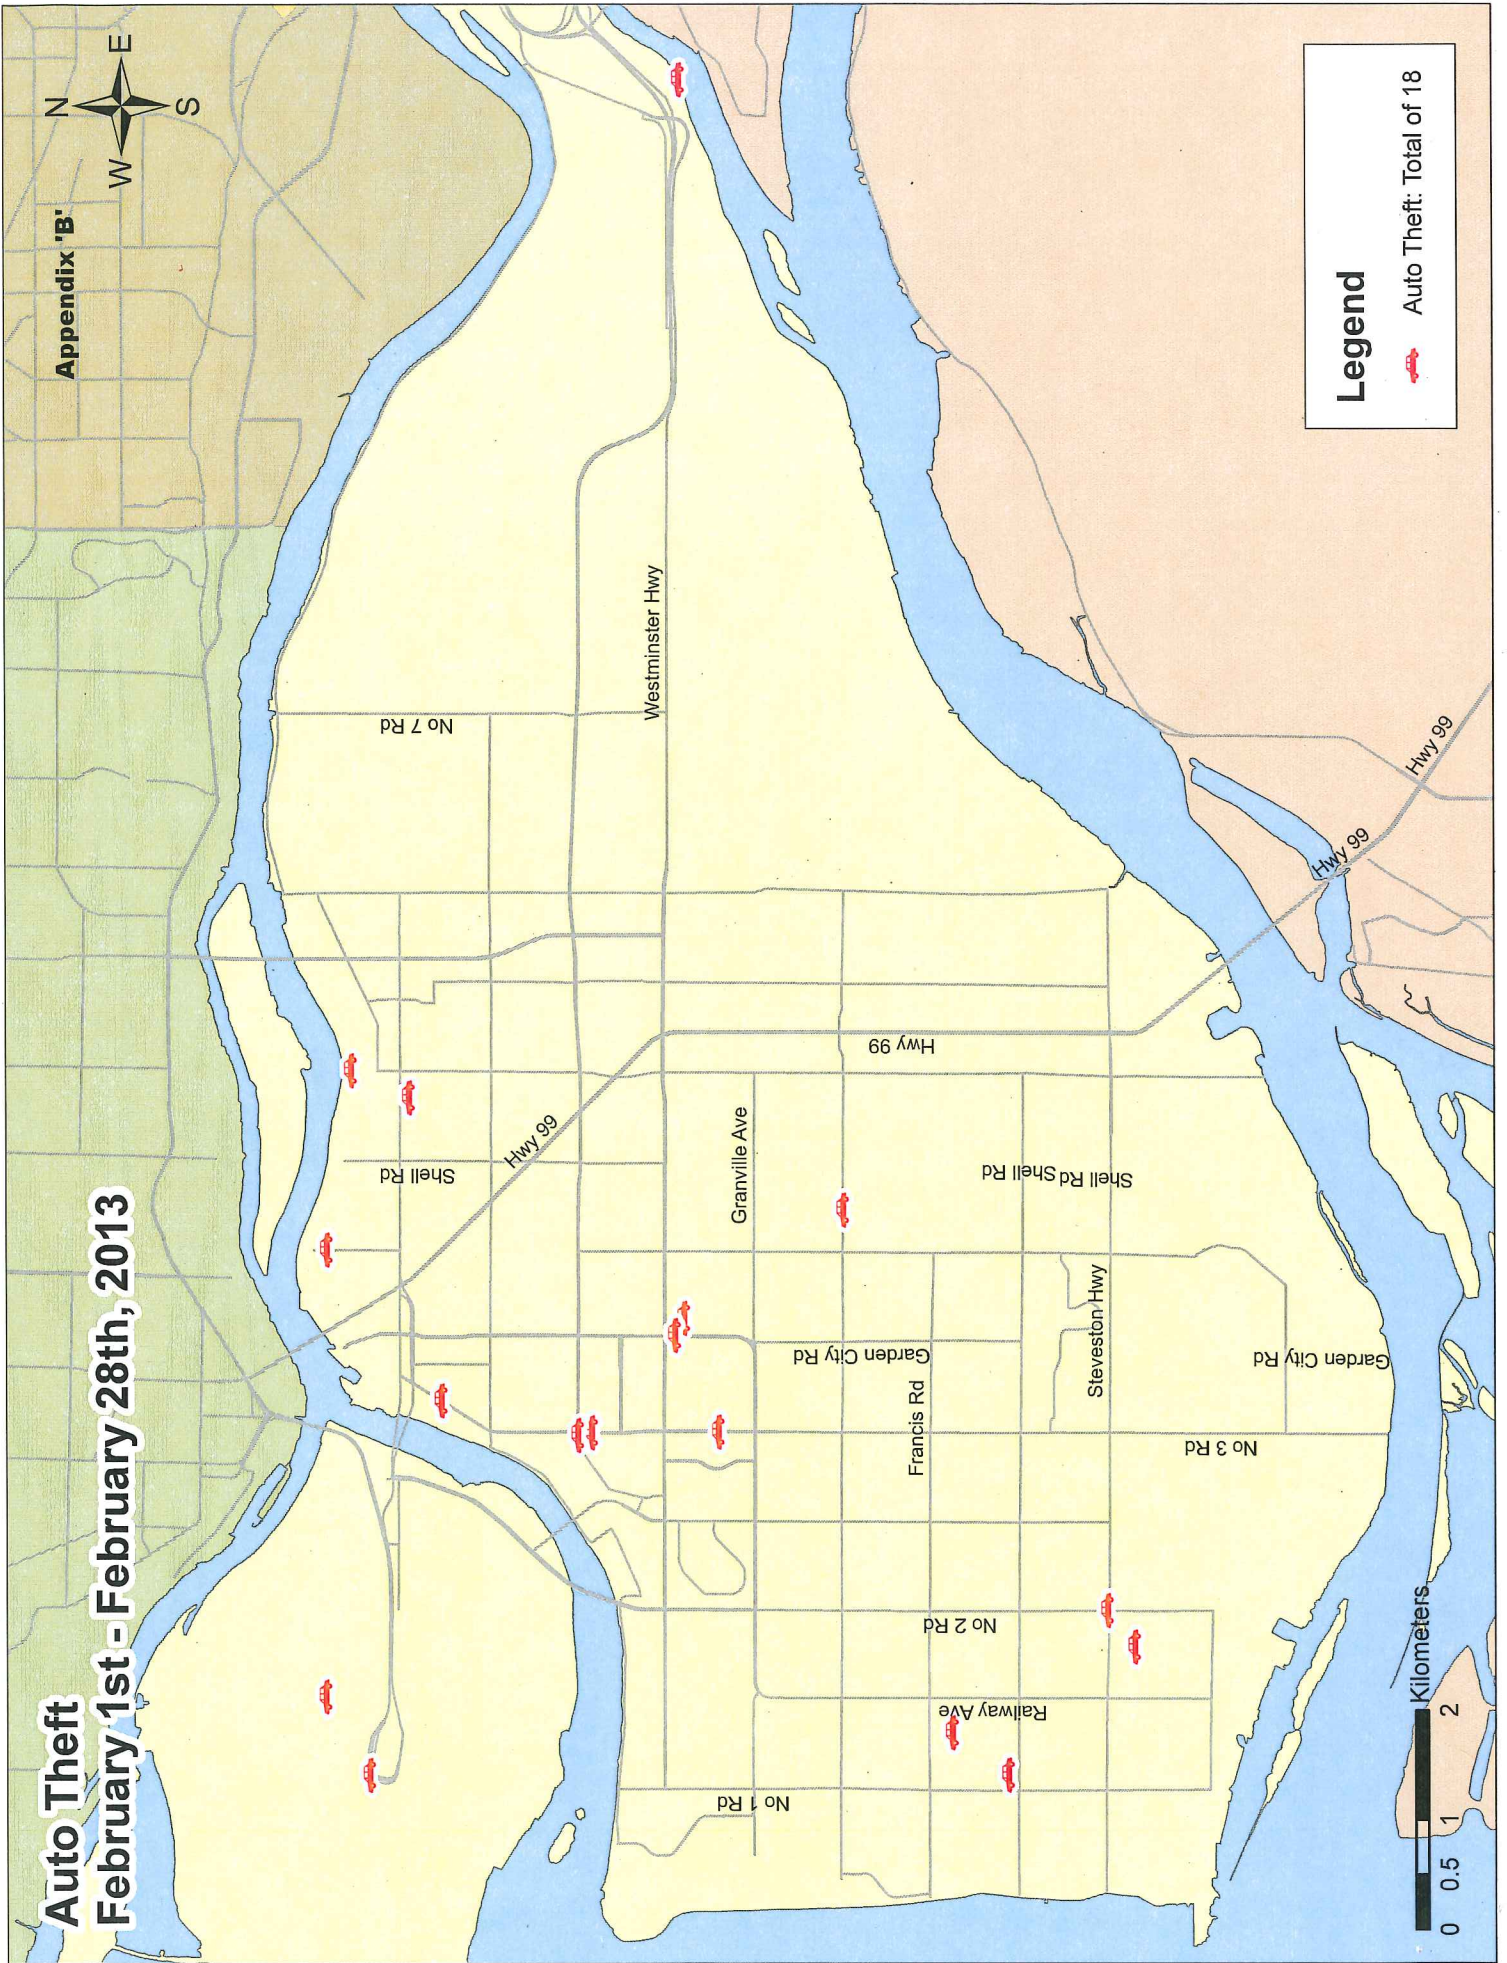 Auto Theft
February 1st - February 28th, 2013
Appendix 'B'
N
W
E
S
No 7 Rd
Westminster Hwy
Hwy 99
Hwy 99
Hwy 99
Hwy 99
Shell Rd
Granville Ave
Shell Rd
Shell Rd
Shell Rd
Garden City Rd
Francis Rd
Steveston Hwy
Garden City Rd
No 3 Rd
No 2 Rd
Railway Ave
No 1 Rd
0 0.5 1 2
Kilometers
Legend
Auto Theft: Total of 18